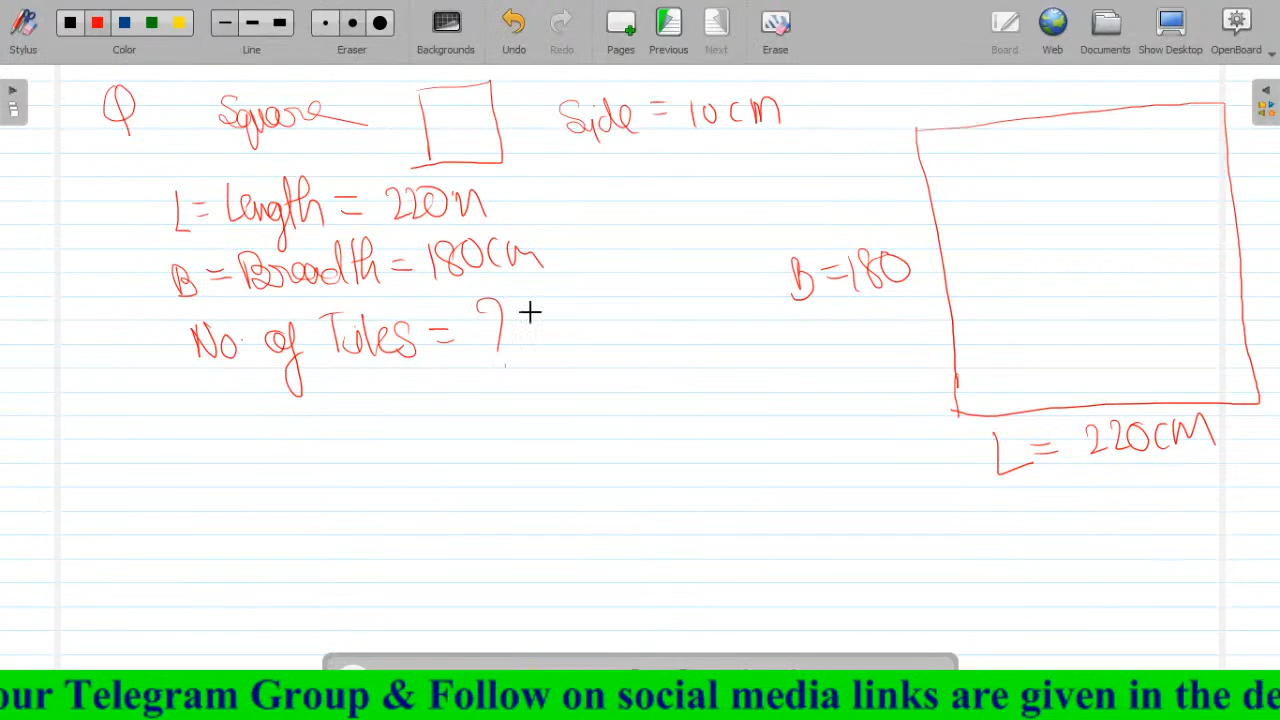 Stylus
Color
Line
Eraser
Backgrounds
Undo
Redo
Pages
Previous
Next
Erase
Board
Web
Documents
Show Desktop
OpenBoard
Q Square Side = 10 cm
L = Length = 220 m
B = Breadth = 180 cm
B = 180
No. of Tiles = ?
L = 220 cm
our Telegram Group & Follow on social media links are given in the de